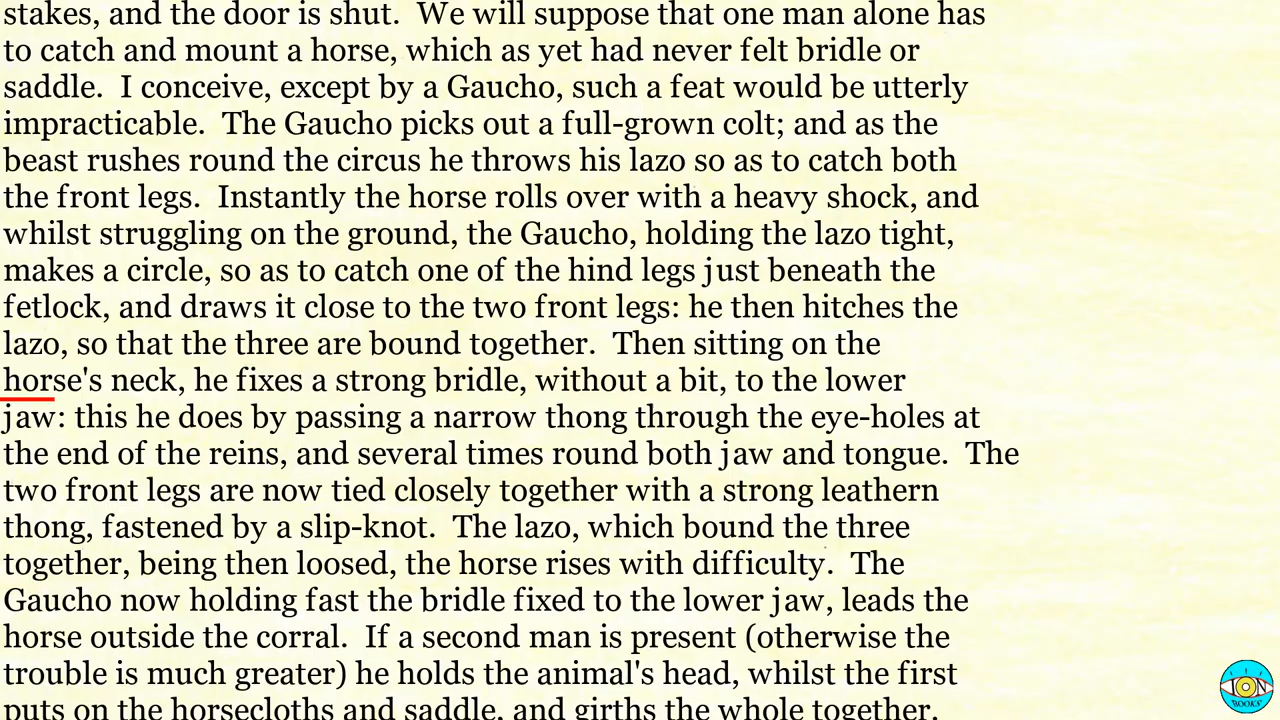 stakes, and the door is shut.  We will suppose that one man alone has
to catch and mount a horse, which as yet had never felt bridle or
saddle.  I conceive, except by a Gaucho, such a feat would be utterly
impracticable.  The Gaucho picks out a full-grown colt; and as the
beast rushes round the circus he throws his lazo so as to catch both
the front legs.  Instantly the horse rolls over with a heavy shock, and
whilst struggling on the ground, the Gaucho, holding the lazo tight,
makes a circle, so as to catch one of the hind legs just beneath the
fetlock, and draws it close to the two front legs: he then hitches the
lazo, so that the three are bound together.  Then sitting on the
horse's neck, he fixes a strong bridle, without a bit, to the lower
jaw: this he does by passing a narrow thong through the eye-holes at
the end of the reins, and several times round both jaw and tongue.  The
two front legs are now tied closely together with a strong leathern
thong, fastened by a slip-knot.  The lazo, which bound the three
together, being then loosed, the horse rises with difficulty.  The
Gaucho now holding fast the bridle fixed to the lower jaw, leads the
horse outside the corral.  If a second man is present (otherwise the
trouble is much greater) he holds the animal's head, whilst the first
puts on the horsecloths and saddle, and girths the whole together.
ION
BOOKS